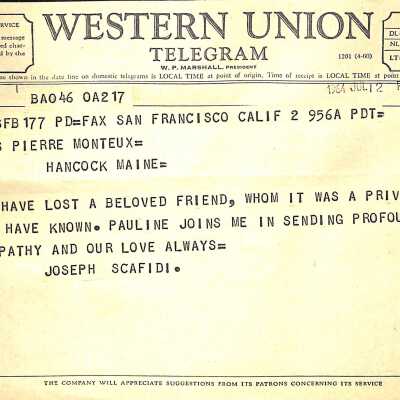 WESTERN UNION
TELEGRAM
W. P. MARSHALL, PRESIDENT
1201 (4-60)
SERVICE
message
char-
d by the
DL
NL
LT
shown in the date line on domestic telegrams is LOCAL TIME at point of origin. Time of receipt is LOCAL TIME at point of
BA046 0A217
1964 JUL 2
SFB177 PD=FAX SAN FRANCISCO CALIF 2 956A PDT=
S PIERRE MONTEUX=
HANCOCK MAINE=
HAVE LOST A BELOVED FRIEND, WHOM IT WAS A PRIV
HAVE KNOWN. PAULINE JOINS ME IN SENDING PROFOU
PATHY AND OUR LOVE ALWAYS=
JOSEPH SCAFIDI.
THE COMPANY WILL APPRECIATE SUGGESTIONS FROM ITS PATRONS CONCERNING ITS SERVICE